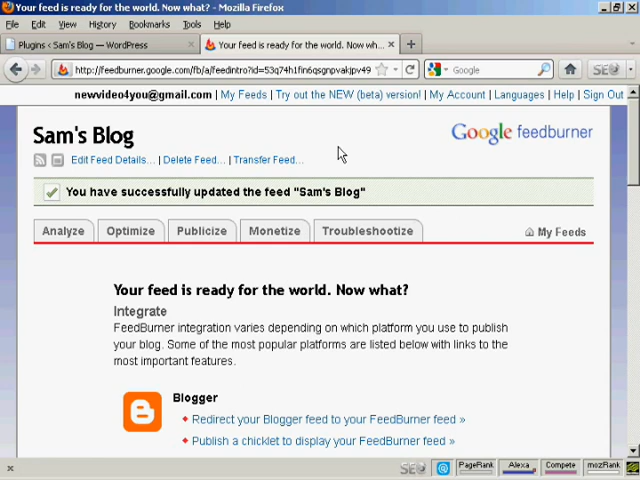 Your feed is ready for the world. Now what? - Mozilla Firefox
File Edit View History Bookmarks Tools Help
Plugins ‹ Sam's Blog — WordPress × Your feed is ready for the world. Now wh... × +
http://feedburner.google.com/fb/a/feedintro?id=53q74h1fin6qsgnpvakjpv49 Google SEO
newvideo4you@gmail.com | My Feeds | Try out the NEW (beta) version! | My Account | Languages | Help | Sign Out
Sam's Blog
Google feedburner
Edit Feed Details... | Delete Feed... | Transfer Feed...
You have successfully updated the feed "Sam's Blog"
Analyze Optimize Publicize Monetize Troubleshootize My Feeds
Your feed is ready for the world. Now what?
Integrate
FeedBurner integration varies depending on which platform you use to publish
your blog. Some of the most popular platforms are listed below with links to the
most important features.
Blogger
Redirect your Blogger feed to your FeedBurner feed »
Publish a chicklet to display your FeedBurner feed »
× SEO @ PageRank Alexa Compete mozRank